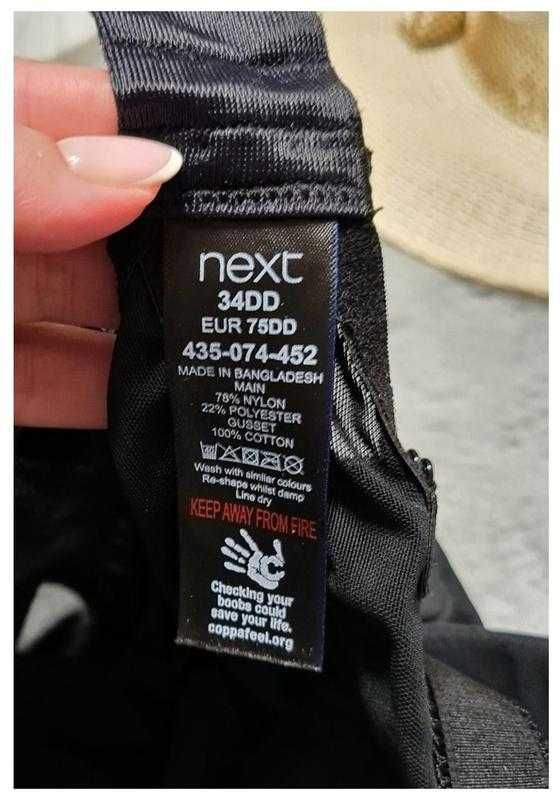 next
34DD
EUR 75DD
435-074-452
MADE IN BANGLADESH
MAIN
78% NYLON
22% POLYESTER
GUSSET
100% COTTON
Wash with similar colours
Re-shape whilst damp
Line dry
KEEP AWAY FROM FIRE
Checking your
boobs could
save your life.
coppafeel.org